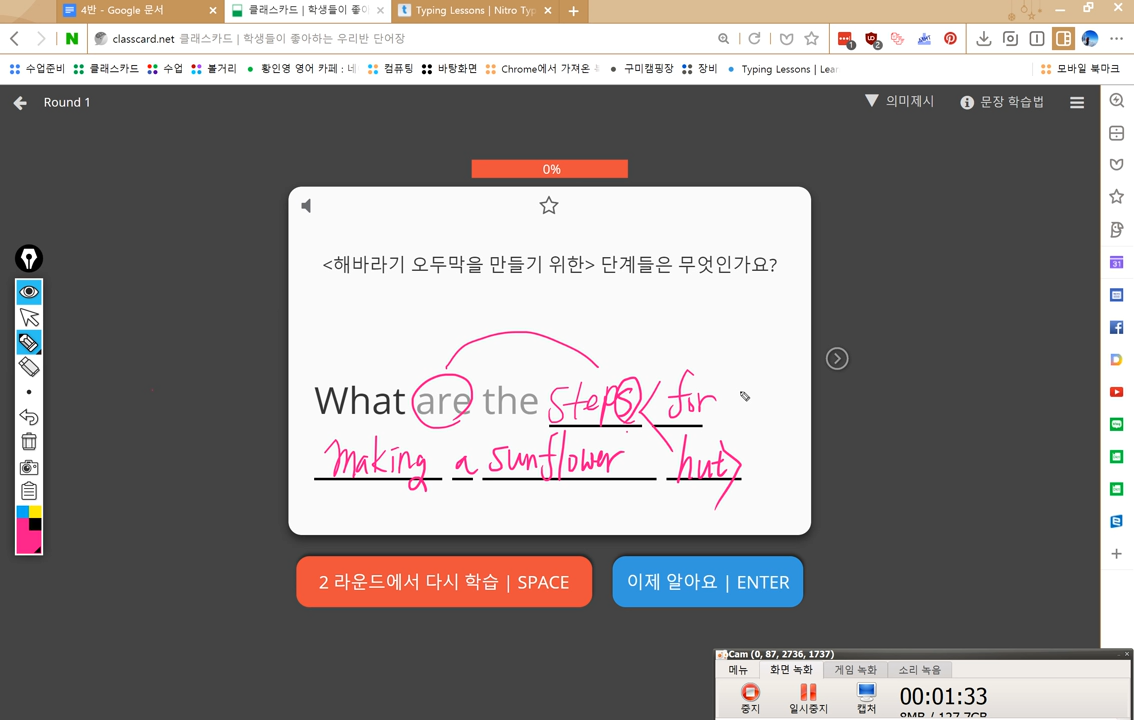 4반 - Google 문서
클래스카드 | 학생들이 좋아
Typing Lessons | Nitro Typ
classcard.net 클래스카드 | 학생들이 좋아하는 우리반 단어장
수업준비 클래스카드 수업 볼거리 황인영 영어 카페 : 네 컴퓨팅 바탕화면 Chrome에서 가져온 구미캠핑장 장비 Typing Lessons | Lear 모바일 북마크
Round 1
의미제시
문장 학습법
0%
<해바라기 오두막을 만들기 위한> 단계들은 무엇인가요?
What are the steps < for
making a sunflower hut >
2 라운드에서 다시 학습 | SPACE
이제 알아요 | ENTER
oCam (0, 87, 2736, 1737)
메뉴 화면 녹화 게임 녹화 소리 녹음
중지 일시중지 캡처
00:01:33
8MB / 127.7GB